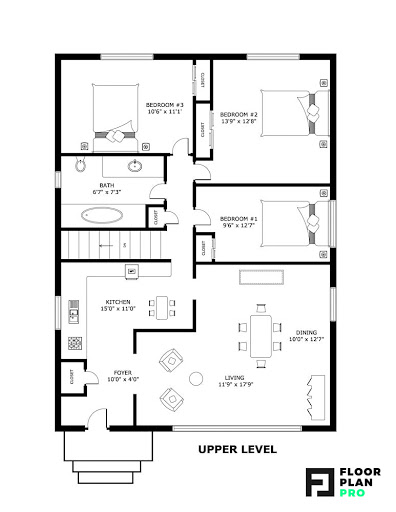 CLOSET
BEDROOM #3
10'6" x 11'1"
CLOSET
BEDROOM #2
13'9" x 12'8"
BATH
6'7" x 7'3"
CLOSET
BEDROOM #1
9'6" x 12'7"
CLOSET
DN
KITCHEN
15'0" x 11'0"
DINING
10'0" x 12'7"
CLOSET
FOYER
10'0" x 4'0"
LIVING
11'9" x 17'9"
UPPER LEVEL
FLOOR
PLAN
PRO